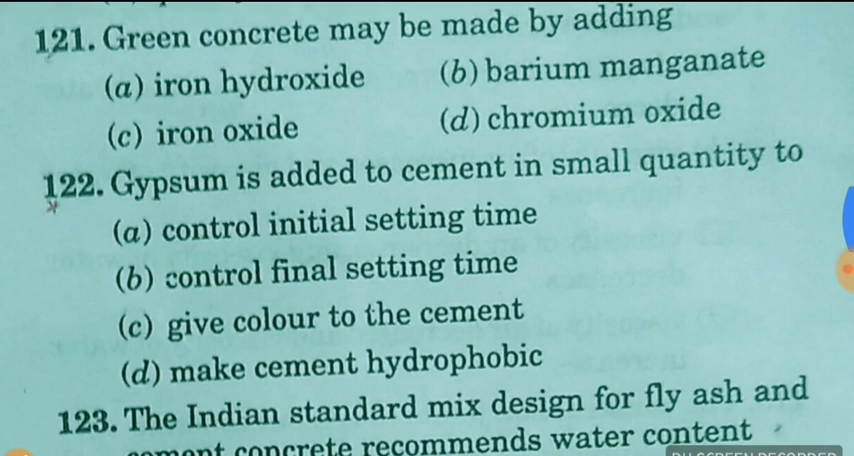 121. Green concrete may be made by adding
(a) iron hydroxide (b) barium manganate
(c) iron oxide (d) chromium oxide
122. Gypsum is added to cement in small quantity to
(a) control initial setting time
(b) control final setting time
(c) give colour to the cement
(d) make cement hydrophobic
123. The Indian standard mix design for fly ash and
cement concrete recommends water content